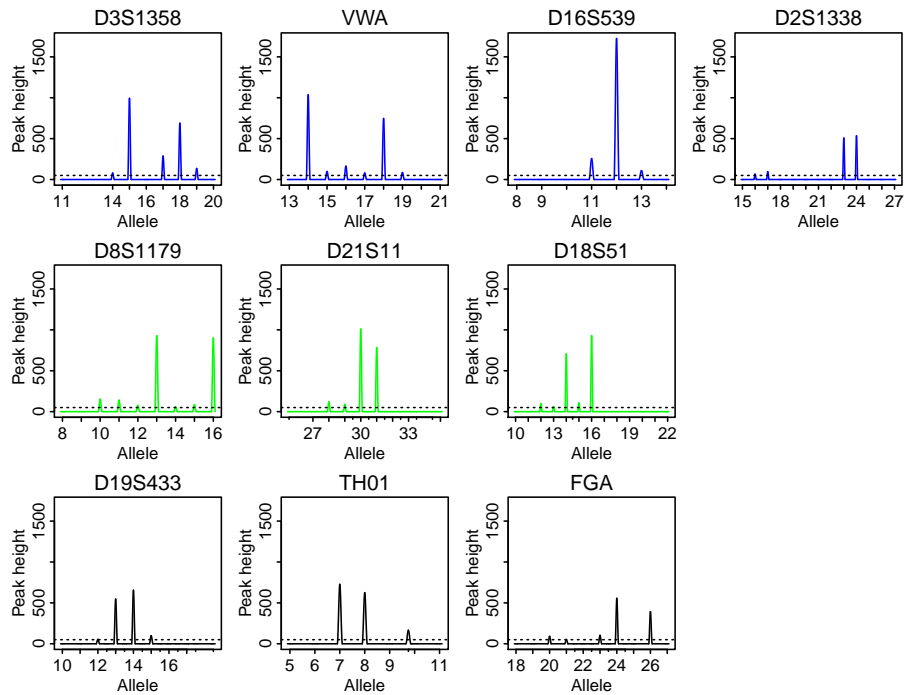 D3S1358
VWA
D16S539
D2S1338
Peak height
0 500 1500
11 14 16 18 20
Allele
Peak height
0 500 1500
13 15 17 19 21
Allele
Peak height
0 500 1500
8 9 11 13
Allele
Peak height
0 500 1500
15 18 21 24 27
Allele
D8S1179
D21S11
D18S51
Peak height
0 500 1500
8 10 12 14 16
Allele
Peak height
0 500 1500
27 30 33
Allele
Peak height
0 500 1500
10 13 16 19 22
Allele
D19S433
TH01
FGA
Peak height
0 500 1500
10 12 14 16
Allele
Peak height
0 500 1500
5 6 7 8 9 11
Allele
Peak height
0 500 1500
18 20 22 24 26
Allele